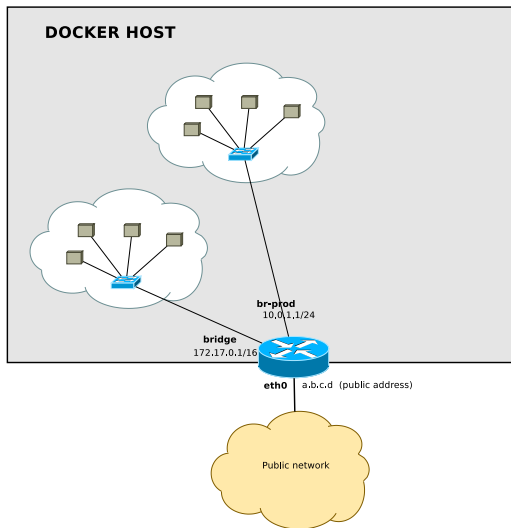 DOCKER HOST
br-prod
10,0.1,1/24
bridge
172.17.0.1/16
eth0 a.b.c.d (public address)
Public network